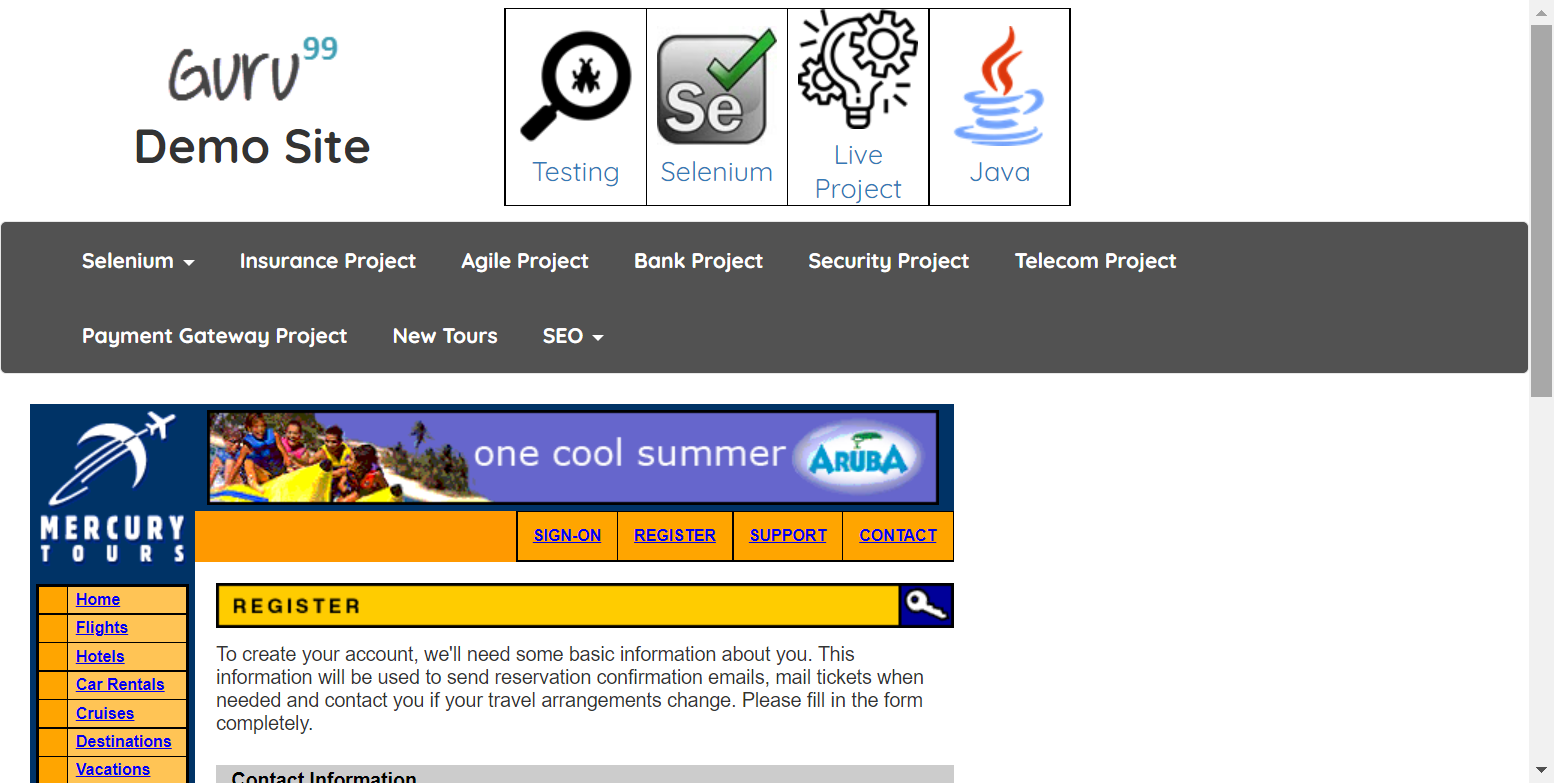 Guru99
Demo Site
Se
Testing
Selenium
Live
Project
Java
Selenium
Insurance Project
Agile Project
Bank Project
Security Project
Telecom Project
Payment Gateway Project
New Tours
SEO
MERCURY
TOURS
one cool summer
ARUBA
SIGN-ON
REGISTER
SUPPORT
CONTACT
Home
Flights
Hotels
Car Rentals
Cruises
Destinations
Vacations
REGISTER
To create your account, we'll need some basic information about you. This
information will be used to send reservation confirmation emails, mail tickets when
needed and contact you if your travel arrangements change. Please fill in the form
completely.
Contact Information